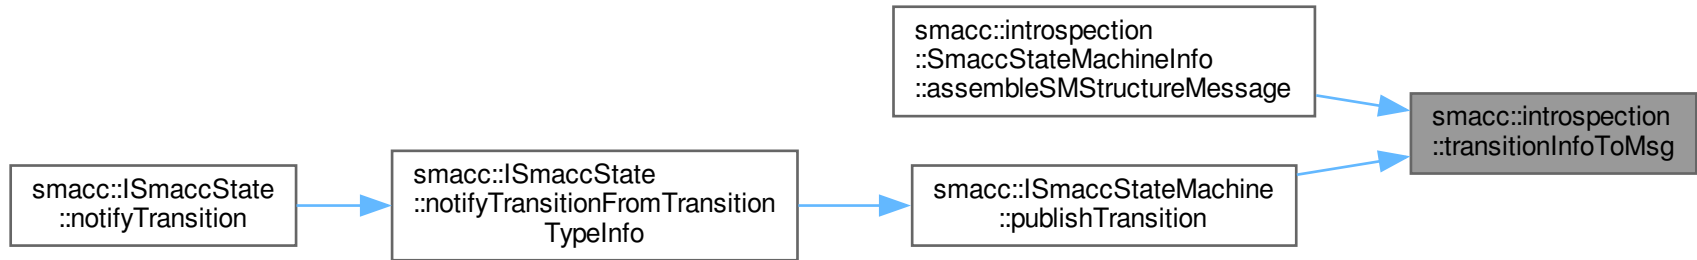 smacc::introspection
::SmaccStateMachineInfo
::assembleSMStructureMessage
smacc::introspection
::transitionInfoToMsg
smacc::ISmaccState
::notifyTransition
smacc::ISmaccState
::notifyTransitionFromTransition
TypeInfo
smacc::ISmaccStateMachine
::publishTransition